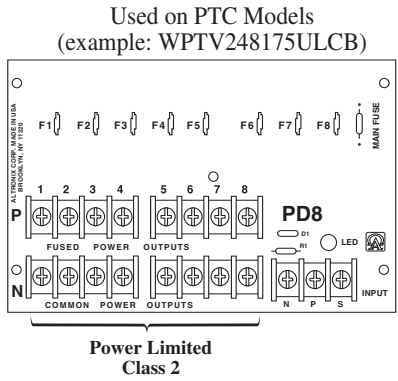 Used on PTC Models
(example: WPTV248175ULCB)
ALTRONIX CORP. MADE IN USA
BROOKLYN, NY 11220
F1 F2 F3 F4 F5 F6 F7 F8 MAIN FUSE
1 2 3 4 5 6 7 8
P
PD8
FUSED POWER OUTPUTS
D1
R1
LED
N
COMMON POWER OUTPUTS
N P S
INPUT
Power Limited
Class 2